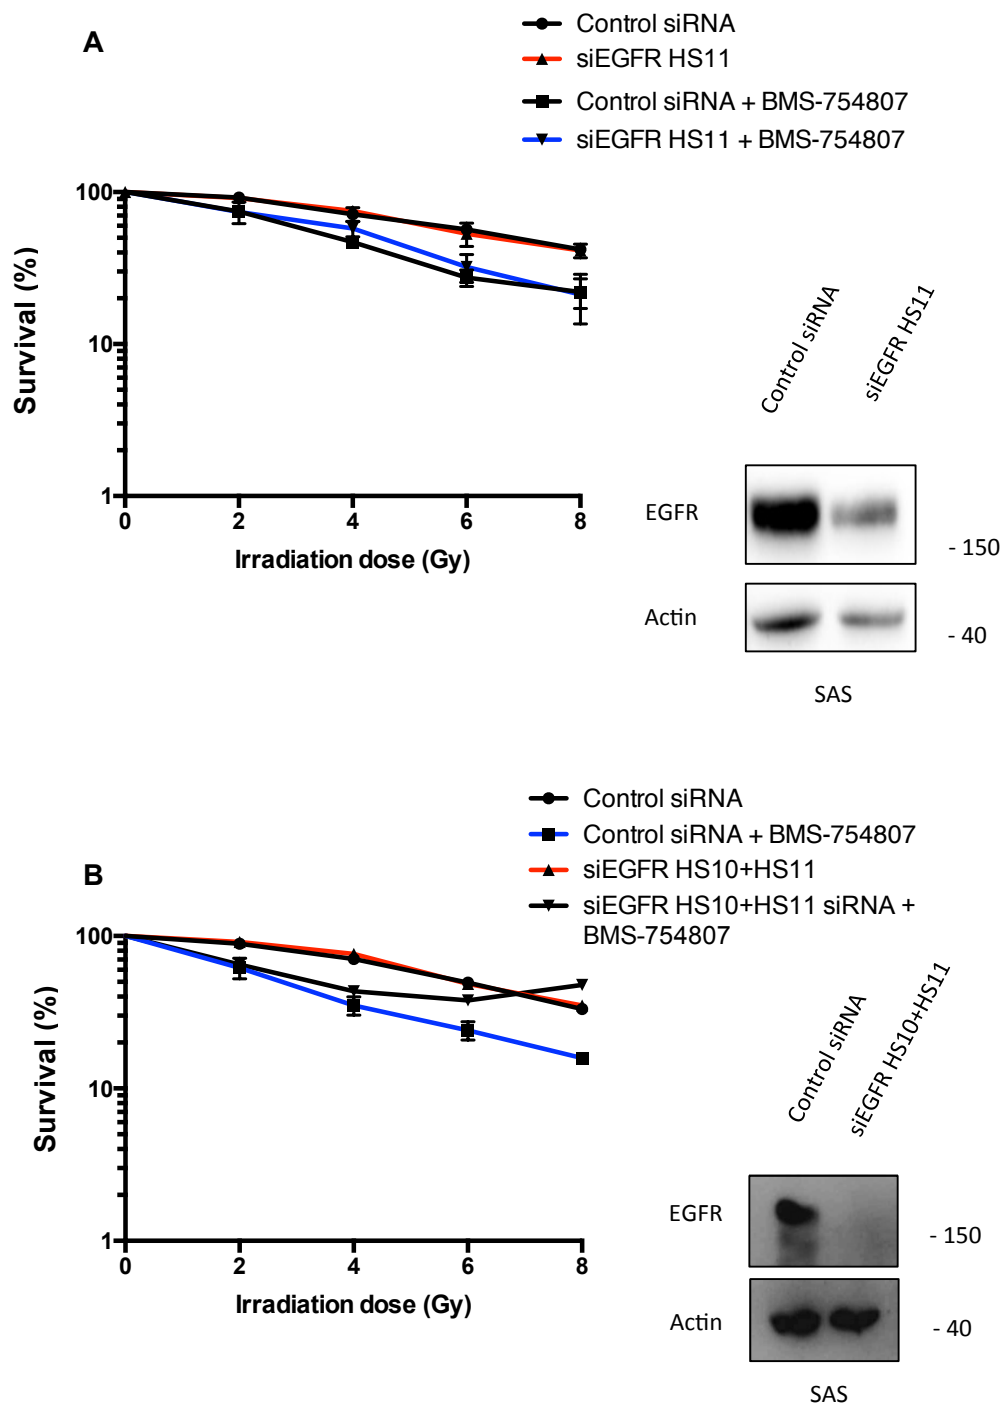 A
Control siRNA
siEGFR HS11
Control siRNA + BMS-754807
siEGFR HS11 + BMS-754807
100
10
1
Survival (%)
0 2 4 6 8
Irradiation dose (Gy)
Control siRNA
siEGFR HS11
EGFR
- 150
Actin
- 40
SAS
B
Control siRNA
Control siRNA + BMS-754807
siEGFR HS10+HS11
siEGFR HS10+HS11 siRNA +
BMS-754807
100
10
1
Survival (%)
0 2 4 6 8
Irradiation dose (Gy)
Control siRNA
siEGFR HS10+HS11
EGFR
- 150
Actin
- 40
SAS